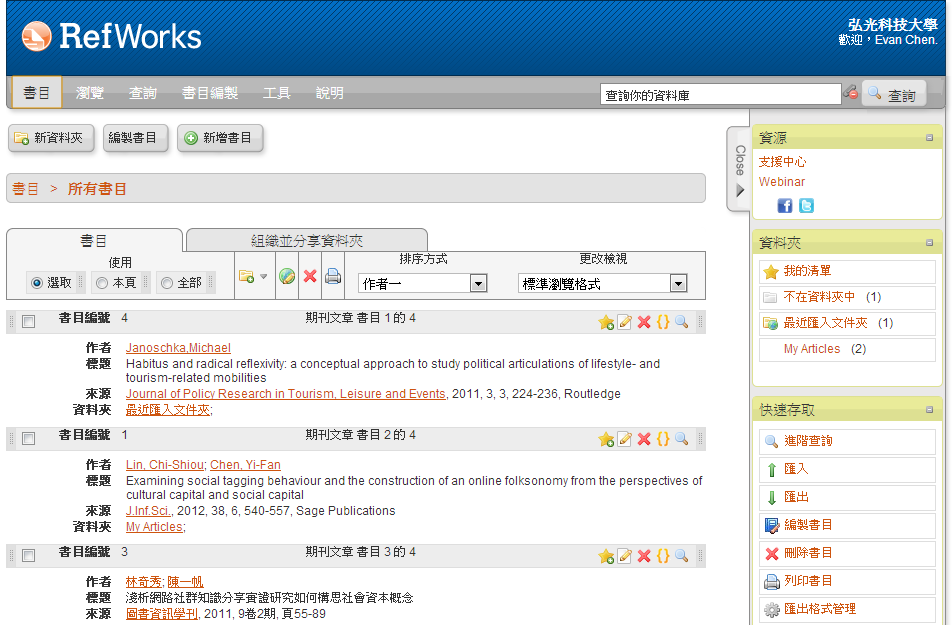 RefWorks
弘光科技大學
歡迎，Evan Chen.
書目 瀏覽 查詢 書目編製 工具 說明
查詢你的資料庫 查詢
新資料夾 編製書目 新增書目
書目 > 所有書目
書目 組織並分享資料夾
使用 排序方式 更改檢視
選取 本頁 全部 作者一 標準瀏覽格式
書目編號 4 期刊文章 書目 1 的 4
作者 Janoschka,Michael
標題 Habitus and radical reflexivity: a conceptual approach to study political articulations of lifestyle- and
tourism-related mobilities
來源 Journal of Policy Research in Tourism, Leisure and Events, 2011, 3, 3, 224-236, Routledge
資料夾 最近匯入文件夾;
書目編號 1 期刊文章 書目 2 的 4
作者 Lin, Chi-Shiou; Chen, Yi-Fan
標題 Examining social tagging behaviour and the construction of an online folksonomy from the perspectives of
cultural capital and social capital
來源 J.Inf.Sci., 2012, 38, 6, 540-557, Sage Publications
資料夾 My Articles;
書目編號 3 期刊文章 書目 3 的 4
作者 林奇秀; 陳一帆
標題 淺析網路社群知識分享實證研究如何構思社會資本概念
來源 圖書資訊學刊, 2011, 9卷2期, 頁55-89
Close
資源
支援中心
Webinar
資料夾
我的清單
不在資料夾中 (1)
最近匯入文件夾 (1)
My Articles (2)
快速存取
進階查詢
匯入
匯出
編製書目
刪除書目
列印書目
匯出格式管理